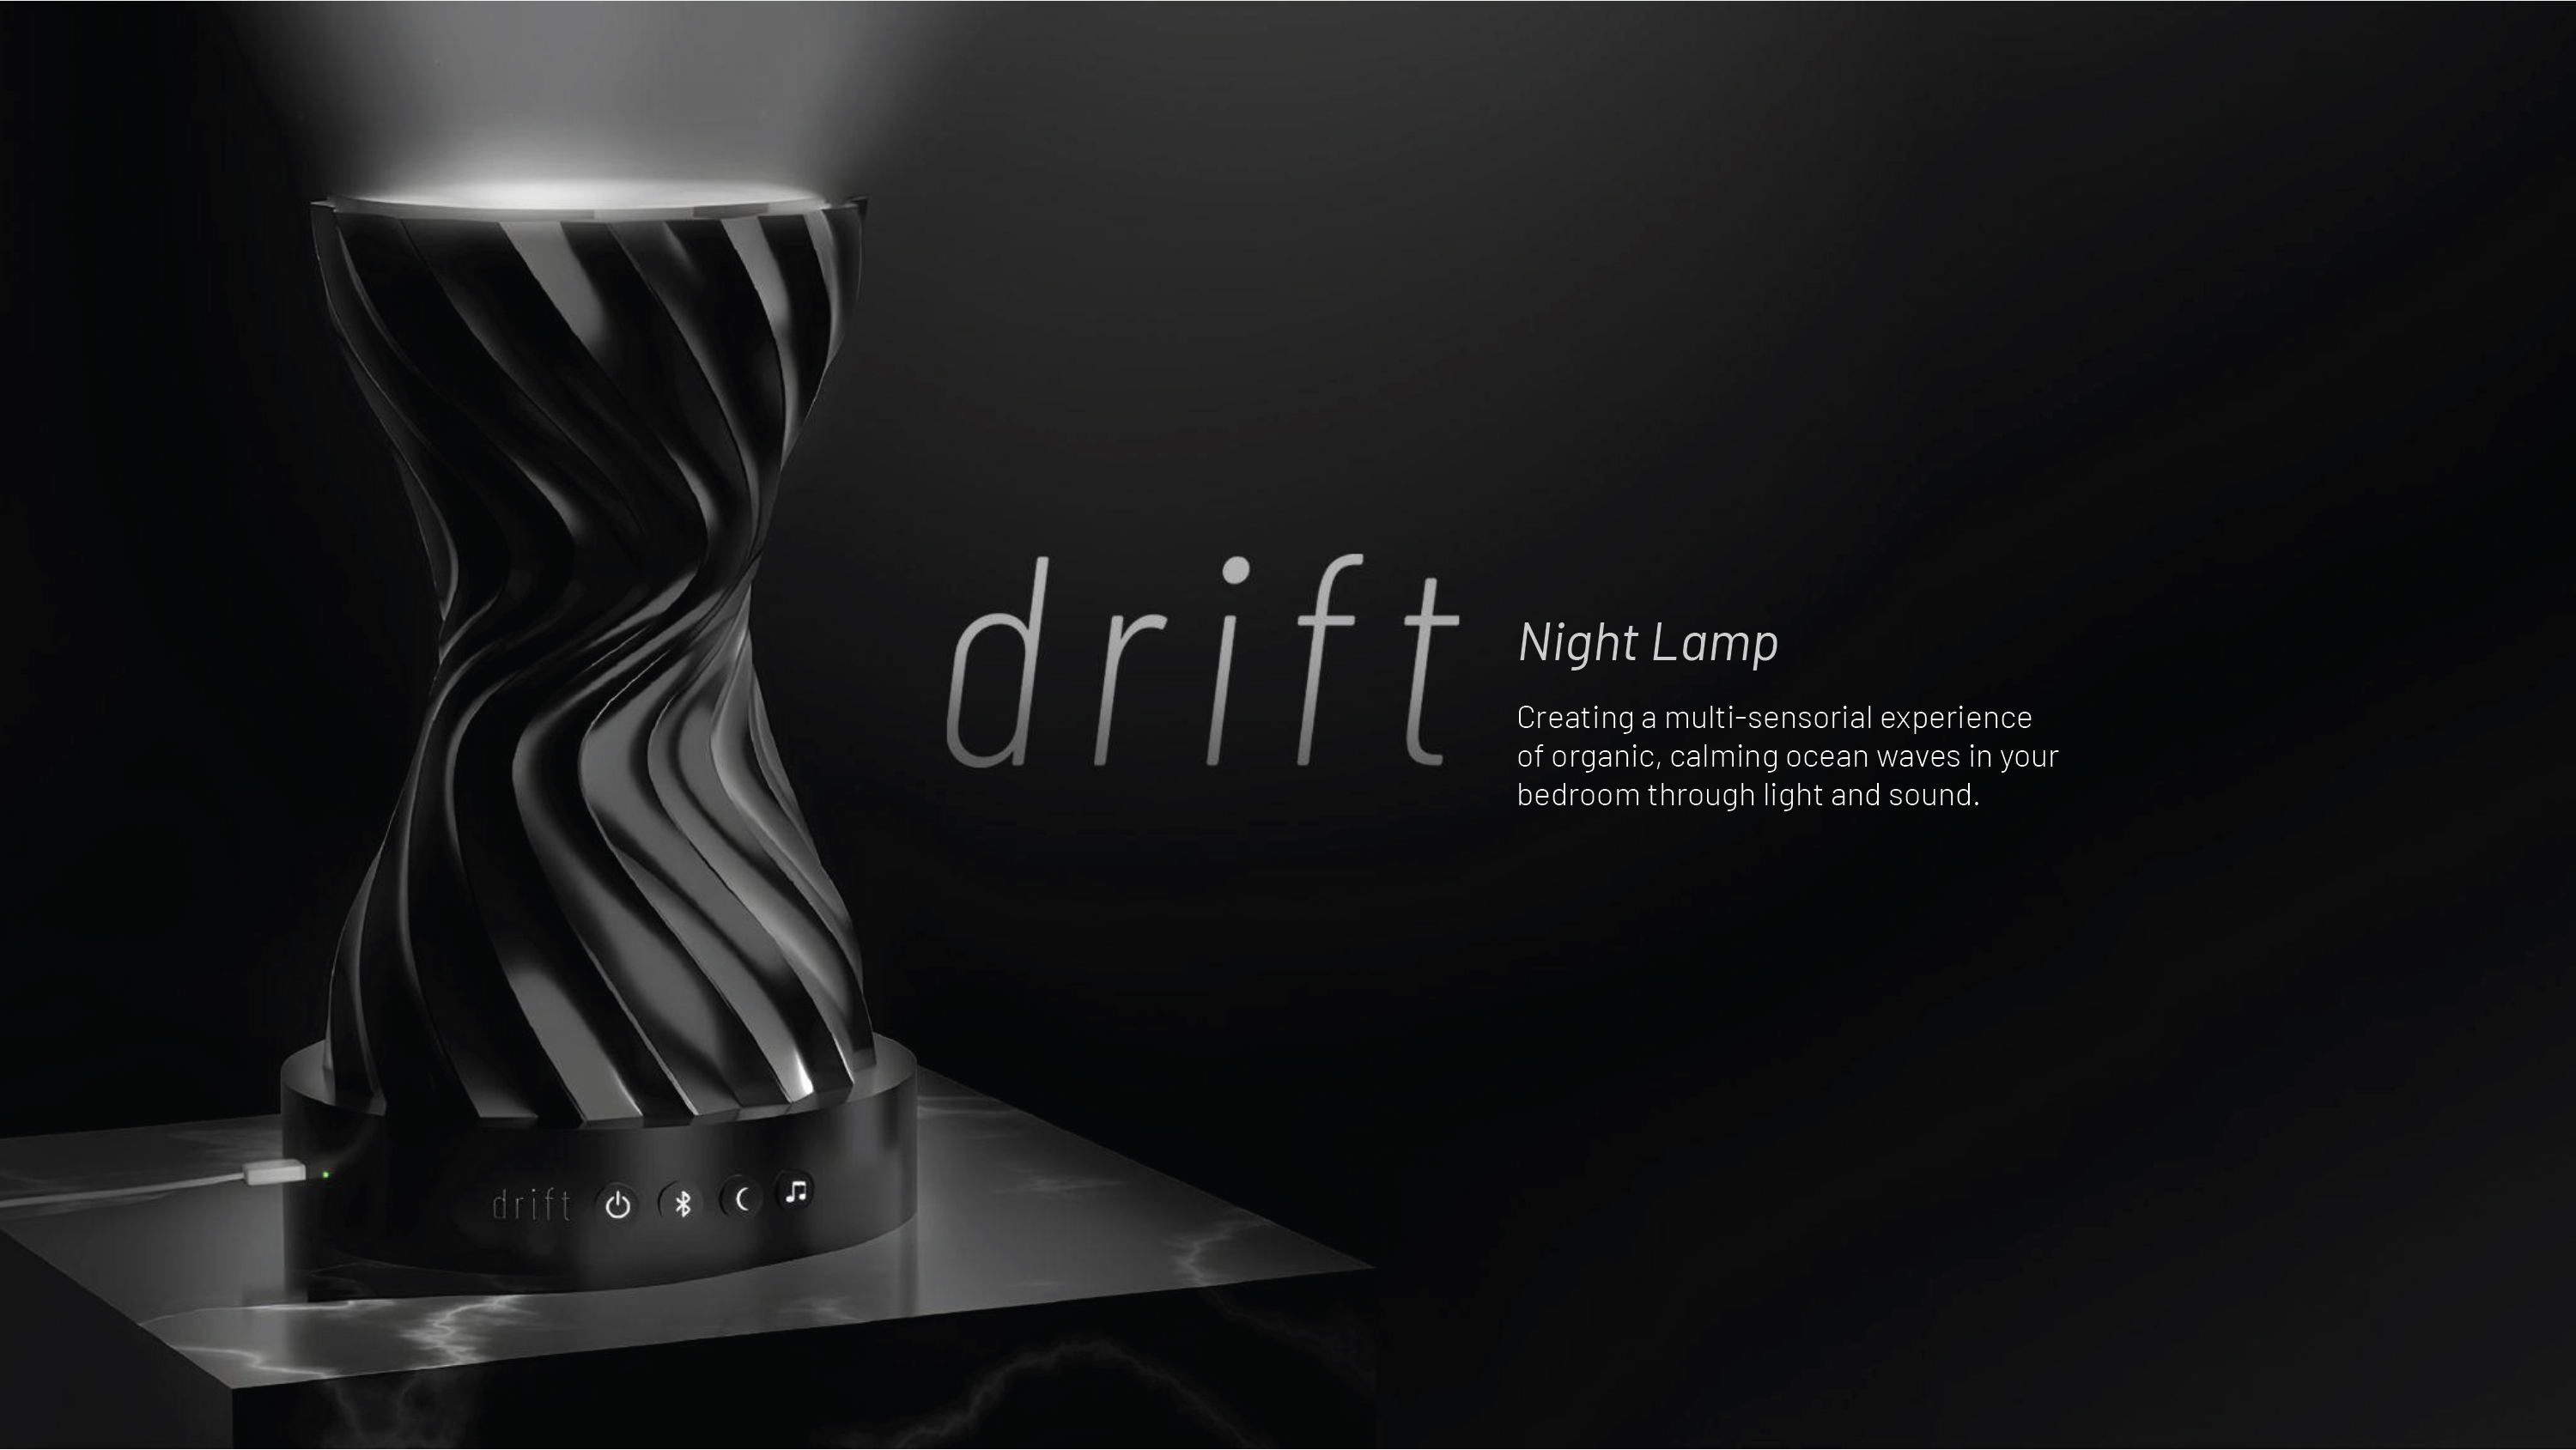 drift
Night Lamp
Creating a multi-sensorial experience
of organic, calming ocean waves in your
bedroom through light and sound.
drift